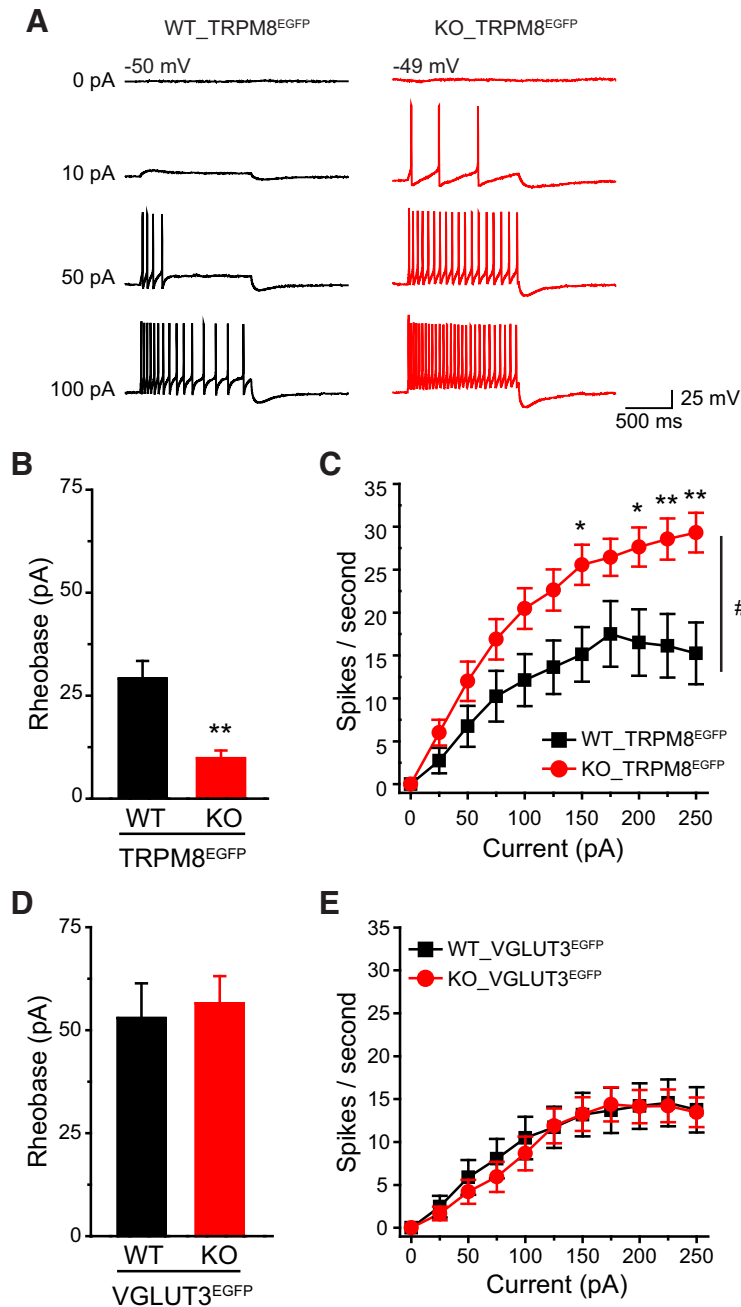 A
WT_TRPM8EGFP
KO_TRPM8EGFP
-50 mV
-49 mV
0 pA
10 pA
50 pA
100 pA
25 mV
500 ms
B
75
50
25
0
Rheobase (pA)
**
WT
KO
TRPM8EGFP
C
35
30
25
20
15
10
5
0
Spikes / second
*
*
**
**
#
WT_TRPM8EGFP
KO_TRPM8EGFP
0
50
100
150
200
250
Current (pA)
D
75
50
25
0
Rheobase (pA)
WT
KO
VGLUT3EGFP
E
35
30
25
20
15
10
5
0
Spikes / second
WT_VGLUT3EGFP
KO_VGLUT3EGFP
0
50
100
150
200
250
Current (pA)